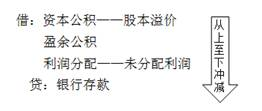 借：资本公积——股本溢价
盈余公积
利润分配——未分配利润
贷：银行存款
从上至下冲减